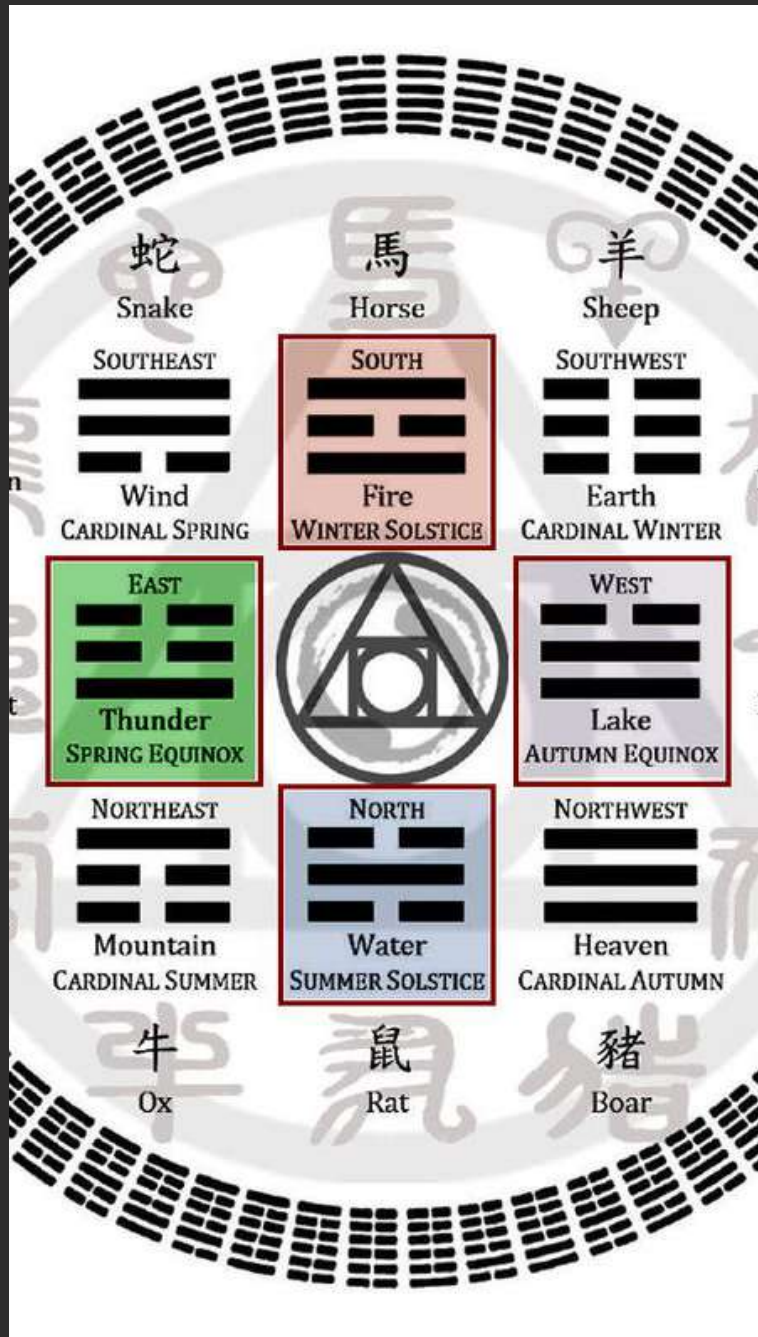 蛇 馬 羊
Snake Horse Sheep
SOUTHEAST SOUTH SOUTHWEST
Wind Fire Earth
CARDINAL SPRING WINTER SOLSTICE CARDINAL WINTER
EAST WEST
Thunder Lake
SPRING EQUINOX AUTUMN EQUINOX
NORTHEAST NORTH NORTHWEST
Mountain Water Heaven
CARDINAL SUMMER SUMMER SOLSTICE CARDINAL AUTUMN
牛 鼠 豬
Ox Rat Boar